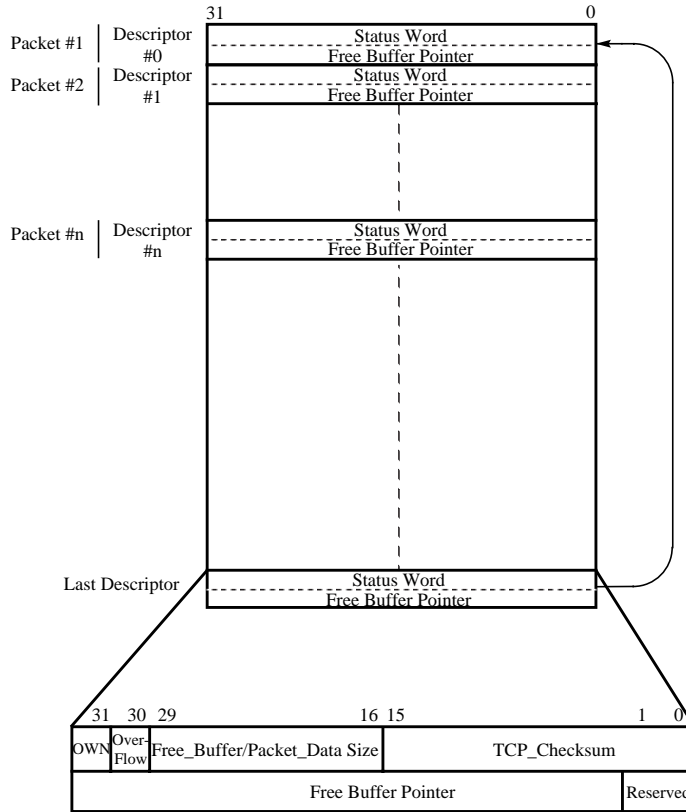 31 0
Packet #1 Descriptor #0 Status Word
Free Buffer Pointer
Packet #2 Descriptor #1 Status Word
Free Buffer Pointer
Packet #n Descriptor #n Status Word
Free Buffer Pointer
Last Descriptor Status Word
Free Buffer Pointer
31 30 29 16 15 1 0
OWN Over-Flow Free_Buffer/Packet_Data Size TCP_Checksum
Free Buffer Pointer Reserved